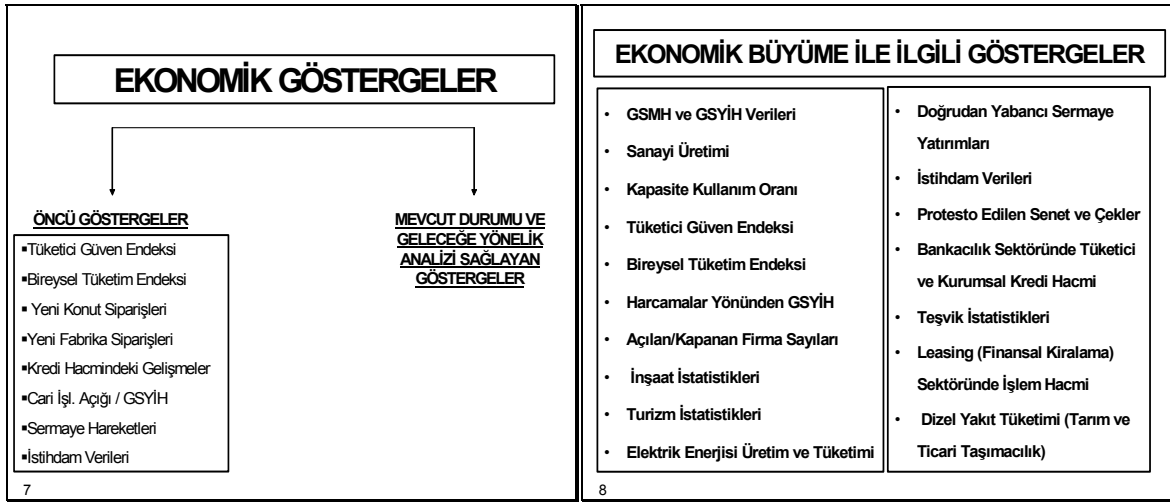 EKONOMİK GÖSTERGELER
ÖNCÜ GÖSTERGELER
▪Tüketici Güven Endeksi
▪Bireysel Tüketim Endeksi
▪ Yeni Konut Siparişleri
▪Yeni Fabrika Siparişleri
▪Kredi Hacmindeki Gelişmeler
▪Cari İşl. Açığı / GSYİH
▪Sermaye Hareketleri
▪İstihdam Verileri
MEVCUT DURUMU VE
GELECEĞE YÖNELİK
ANALİZİ SAĞLAYAN
GÖSTERGELER
7
EKONOMİK BÜYÜME İLE İLGİLİ GÖSTERGELER
• GSMH ve GSYİH Verileri
• Sanayi Üretimi
• Kapasite Kullanım Oranı
• Tüketici Güven Endeksi
• Bireysel Tüketim Endeksi
• Harcamalar Yönünden GSYİH
• Açılan/Kapanan Firma Sayıları
• İnşaat İstatistikleri
• Turizm İstatistikleri
• Elektrik Enerjisi Üretim ve Tüketimi
• Doğrudan Yabancı Sermaye
Yatırımları
• İstihdam Verileri
• Protesto Edilen Senet ve Çekler
• Bankacılık Sektöründe Tüketici
ve Kurumsal Kredi Hacmi
• Teşvik İstatistikleri
• Leasing (Finansal Kiralama)
Sektöründe İşlem Hacmi
• Dizel Yakıt Tüketimi (Tarım ve
Ticari Taşımacılık)
8